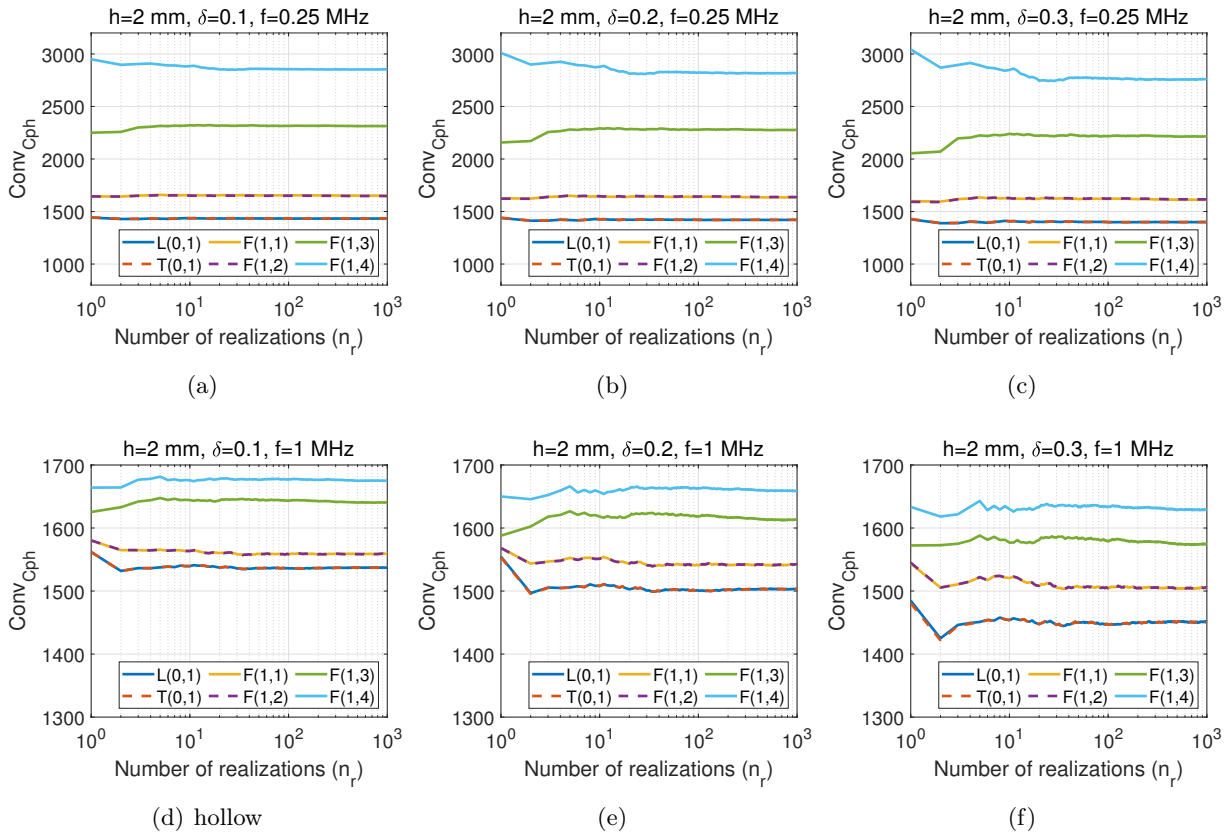 h=2 mm, δ=0.1, f=0.25 MHz
Conv_Cph
3000
2500
2000
1500
1000
L(0,1) F(1,1) F(1,3)
T(0,1) F(1,2) F(1,4)
10^0 10^1 10^2 10^3
Number of realizations (n_r)
(a)
h=2 mm, δ=0.2, f=0.25 MHz
Conv_Cph
3000
2500
2000
1500
1000
L(0,1) F(1,1) F(1,3)
T(0,1) F(1,2) F(1,4)
10^0 10^1 10^2 10^3
Number of realizations (n_r)
(b)
h=2 mm, δ=0.3, f=0.25 MHz
Conv_Cph
3000
2500
2000
1500
1000
L(0,1) F(1,1) F(1,3)
T(0,1) F(1,2) F(1,4)
10^0 10^1 10^2 10^3
Number of realizations (n_r)
(c)
h=2 mm, δ=0.1, f=1 MHz
Conv_Cph
1700
1600
1500
1400
1300
L(0,1) F(1,1) F(1,3)
T(0,1) F(1,2) F(1,4)
10^0 10^1 10^2 10^3
Number of realizations (n_r)
(d) hollow
h=2 mm, δ=0.2, f=1 MHz
Conv_Cph
1700
1600
1500
1400
1300
L(0,1) F(1,1) F(1,3)
T(0,1) F(1,2) F(1,4)
10^0 10^1 10^2 10^3
Number of realizations (n_r)
(e)
h=2 mm, δ=0.3, f=1 MHz
Conv_Cph
1700
1600
1500
1400
1300
L(0,1) F(1,1) F(1,3)
T(0,1) F(1,2) F(1,4)
10^0 10^1 10^2 10^3
Number of realizations (n_r)
(f)